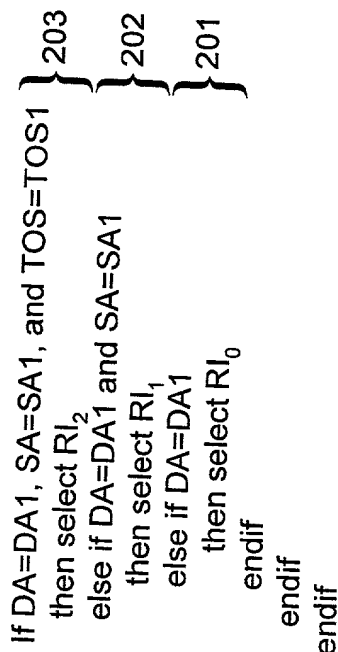 If DA=DA1, SA=SA1, and TOS=TOS1
then select RI2
else if DA=DA1 and SA=SA1
then select RI1
else if DA=DA1
then select RI0
endif
endif
endif
203
202
201